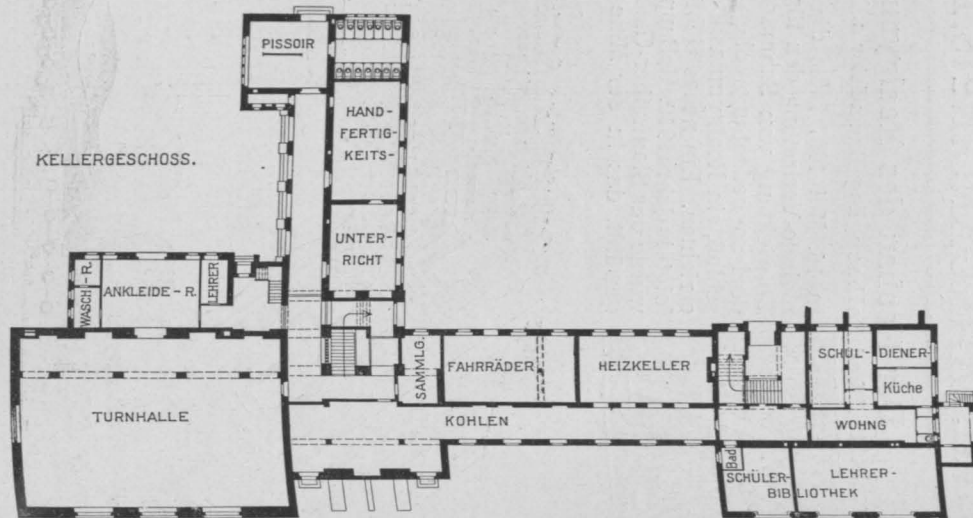 PISSOIR
HAND-
FERTIG-
KEITS-
KELLERGESCHOSS.
UNTER-
RICHT
WASCH-R.
ANKLEIDE-R.
LEHRER
SAMMLG.
FAHRRÄDER
HEIZKELLER
SCHUL-
DIENER-
Küche
TURNHALLE
KOHLEN
WOHNG
Bad
SCHÜLER-
LEHRER-
BIBLIOTHEK